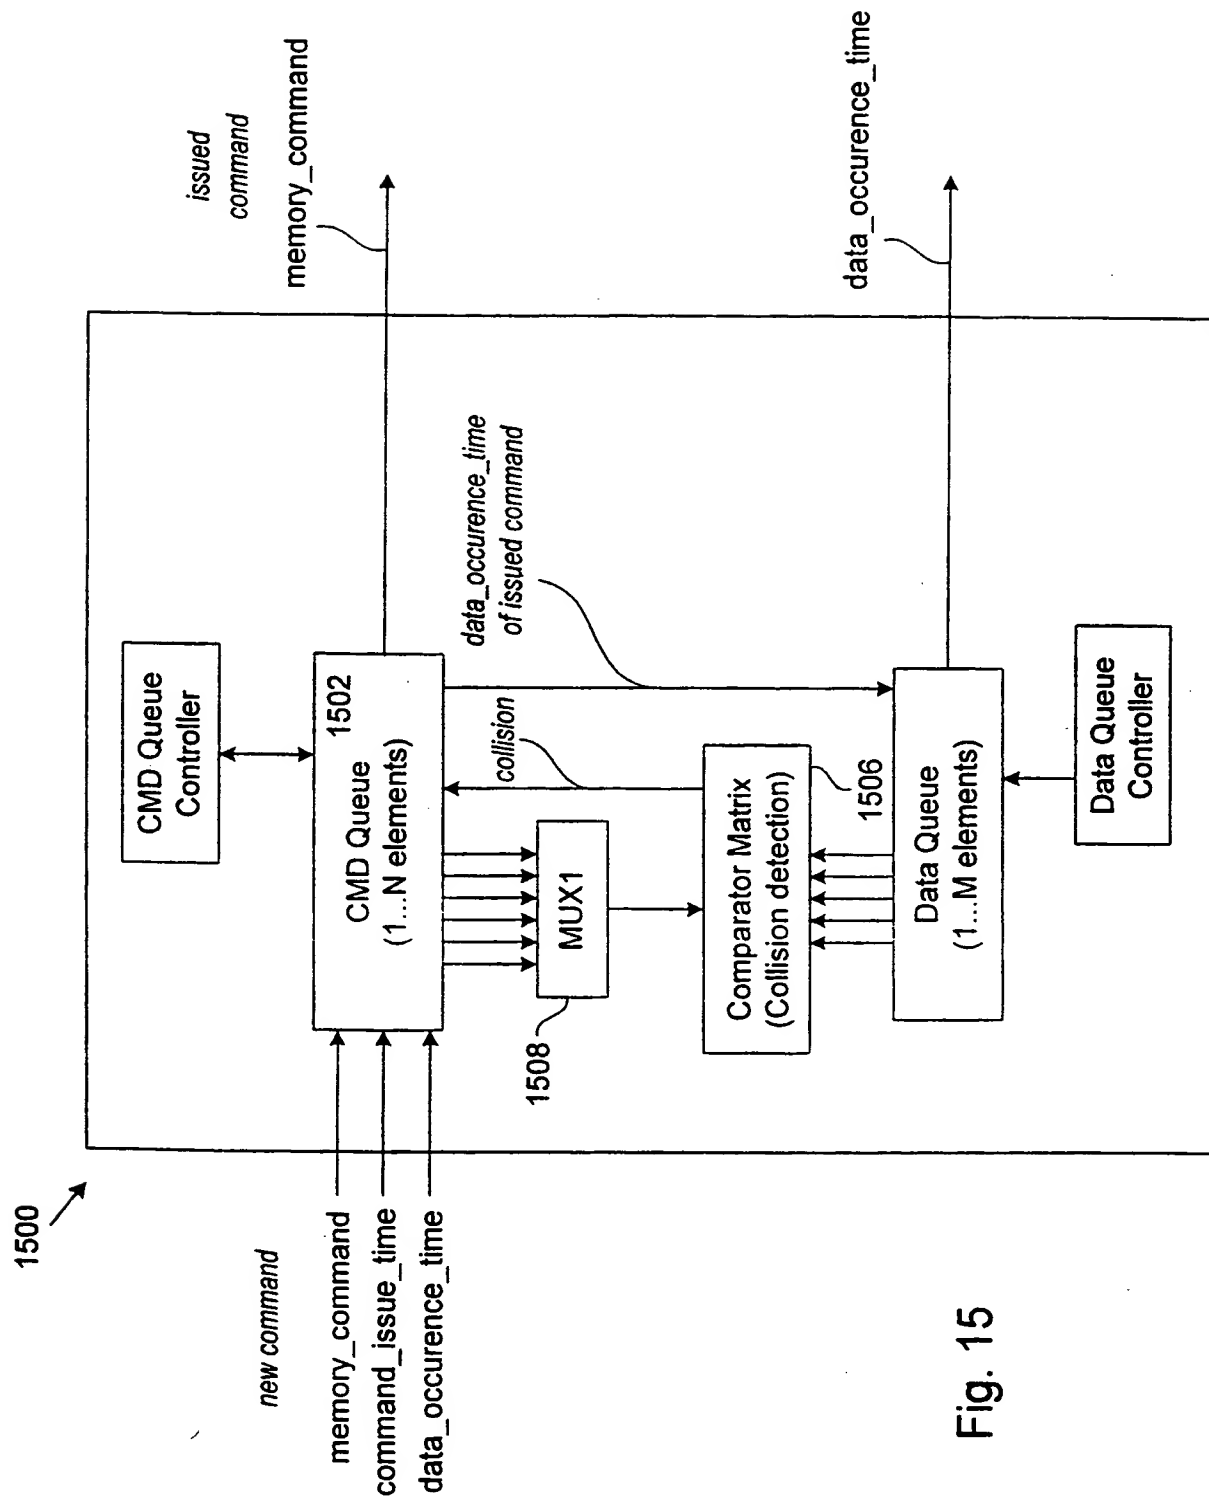 1500
new command
memory_command
command_issue_time
data_occurence_time
CMD Queue
Controller
1502
CMD Queue
(1...N elements)
issued
command
memory_command
1508
MUX1
collision
data_occurence_time
of issued command
Comparator Matrix
(Collision detection)
1506
Data Queue
(1...M elements)
data_occurence_time
Data Queue
Controller
Fig. 15